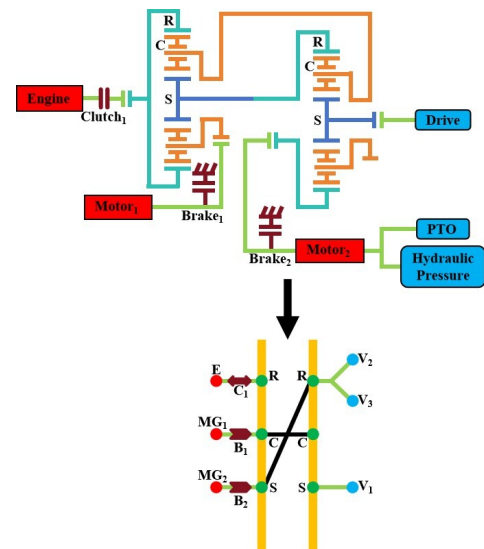 R
C
R
C
Engine
S
Clutch1
S
Drive
Motor1
Brake1
PTO
Motor2
Brake2
Hydraulic
Pressure
E
R
R
V2
C1
V3
MG1
C
C
B1
MG2
S
S
V1
B2